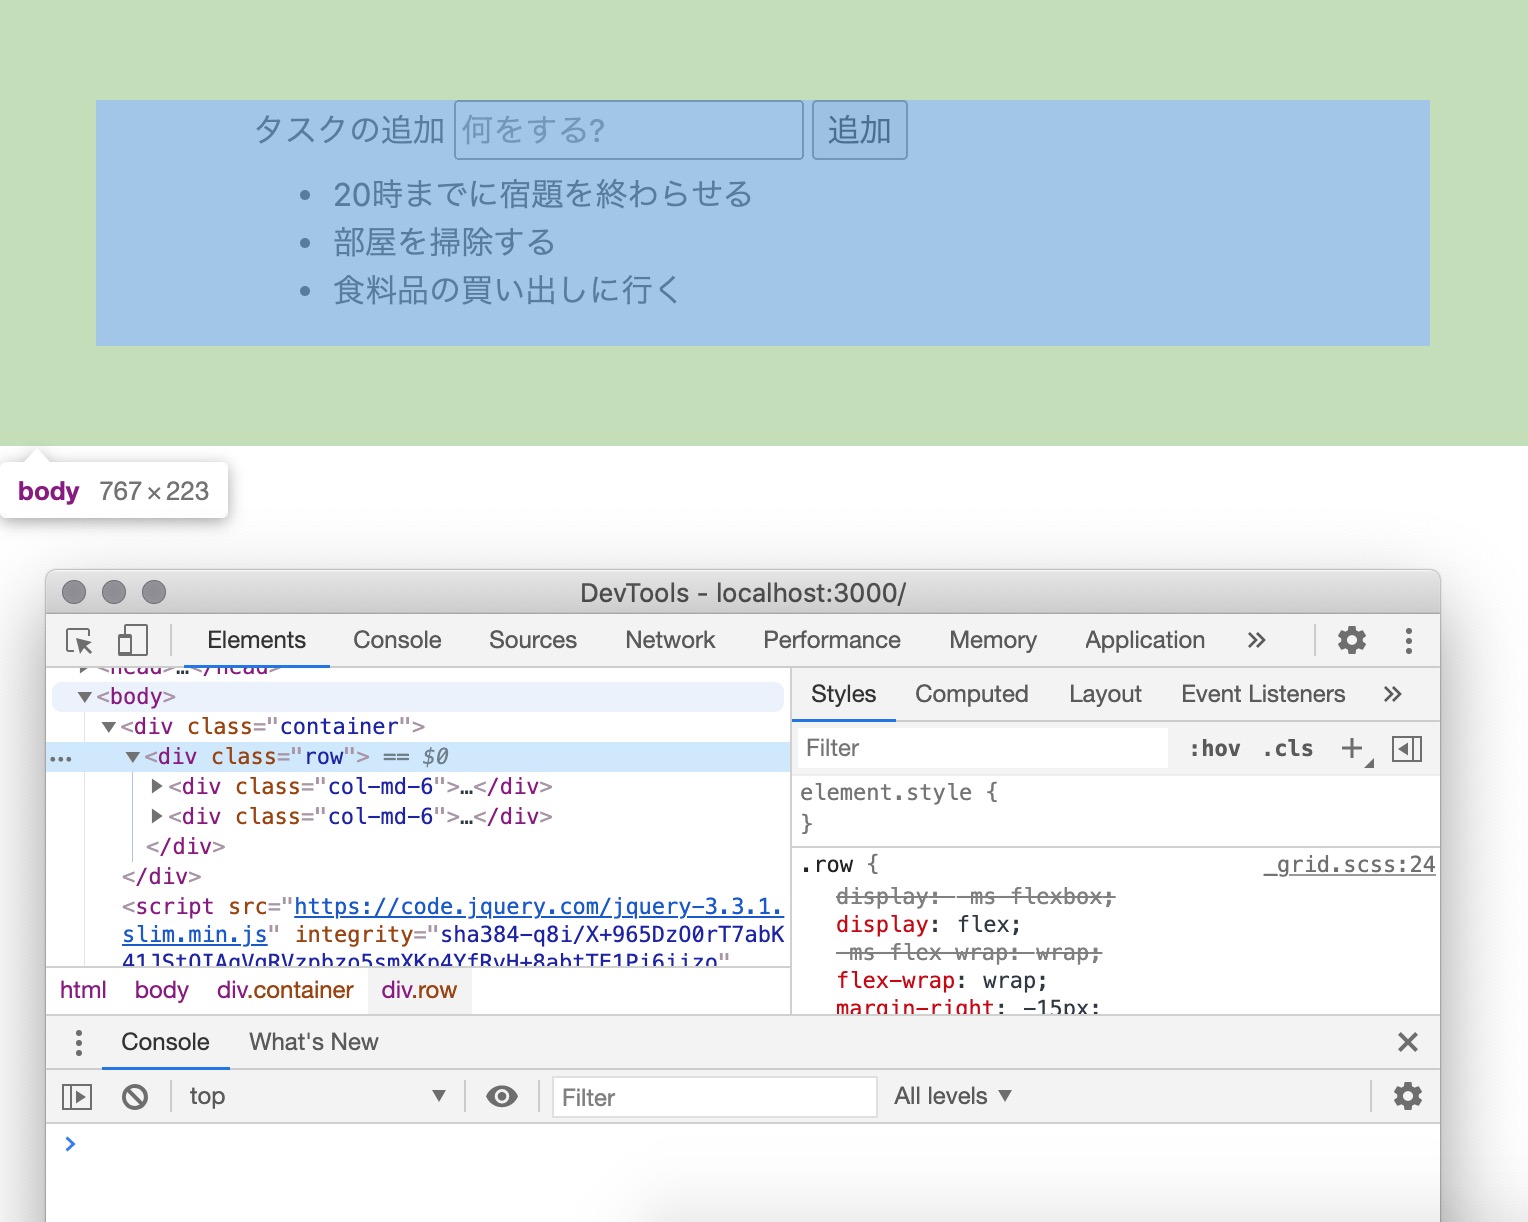 タスクの追加 何をする? 追加
• 20時までに宿題を終わらせる
• 部屋を掃除する
• 食料品の買い出しに行く
body 767 × 223
DevTools - localhost:3000/
Elements Console Sources Network Performance Memory Application »
<head>…</head>
<body>
<div class="container">
<div class="row"> == $0
<div class="col-md-6">…</div>
<div class="col-md-6">…</div>
</div>
</div>
<script src="https://code.jquery.com/jquery-3.3.1.
slim.min.js" integrity="sha384-q8i/X+965DzO0rT7abK
html body div.container div.row
Styles Computed Layout Event Listeners »
Filter :hov .cls +
element.style {
}
.row { _grid.scss:24
display: -ms-flexbox;
display: flex;
-ms-flex-wrap: wrap;
flex-wrap: wrap;
margin-right: -15px;
Console What's New
top Filter All levels